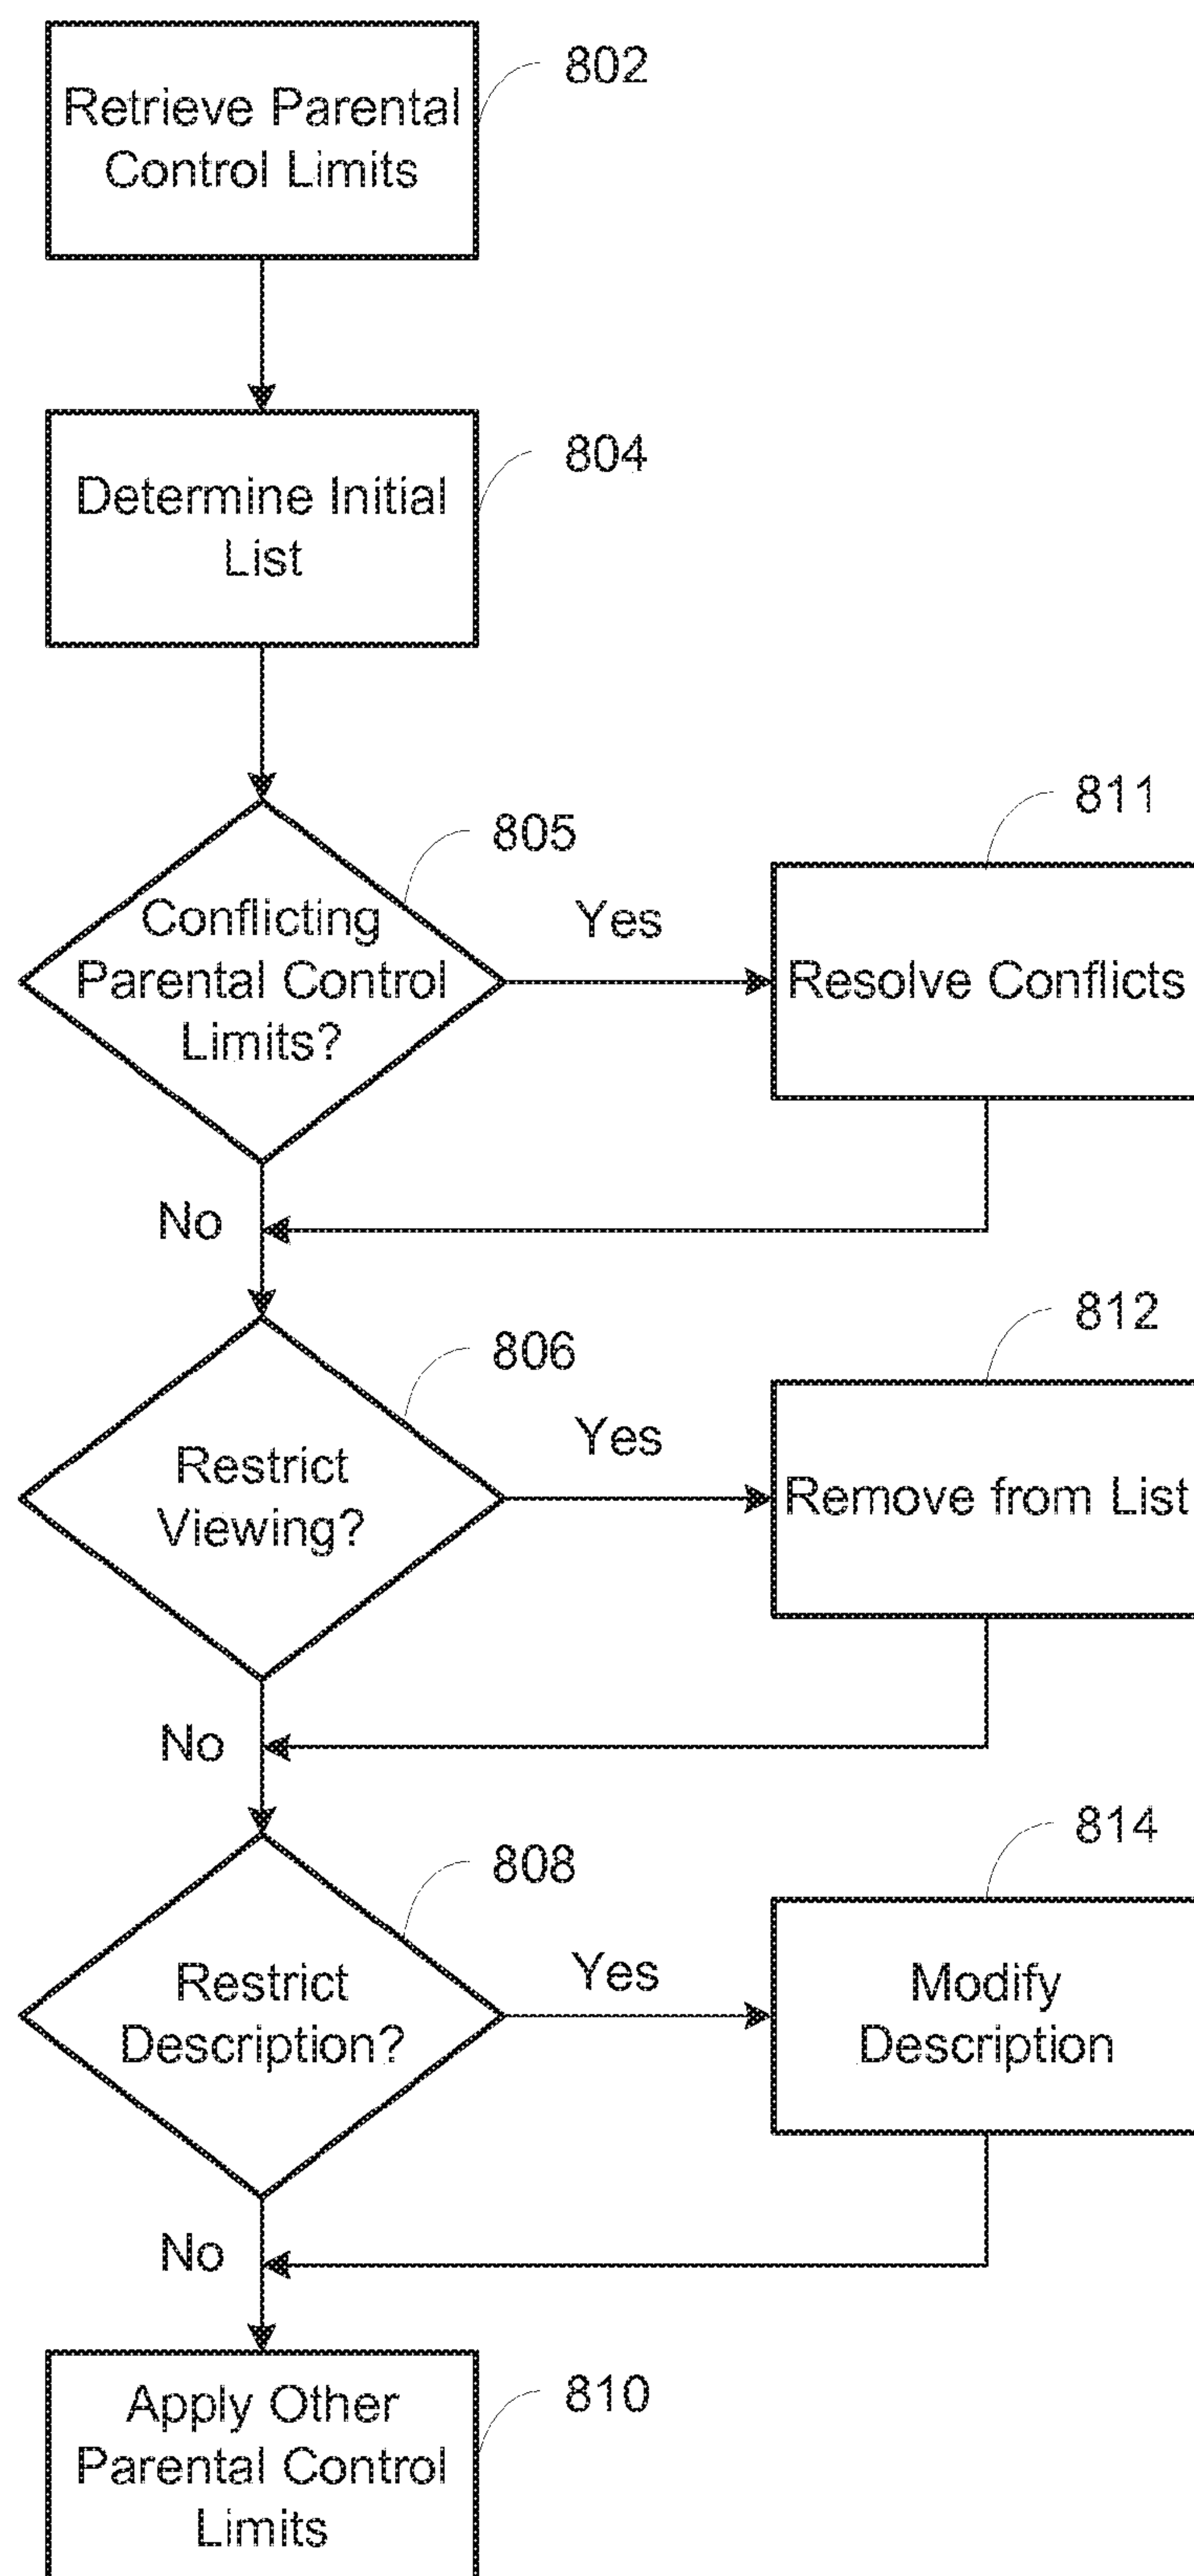 802
Retrieve Parental
Control Limits
804
Determine Initial
List
805
811
Conflicting
Parental Control
Limits?
Yes
Resolve Conflicts
No
806
812
Restrict
Viewing?
Yes
Remove from List
No
808
814
Restrict
Description?
Yes
Modify
Description
No
810
Apply Other
Parental Control
Limits